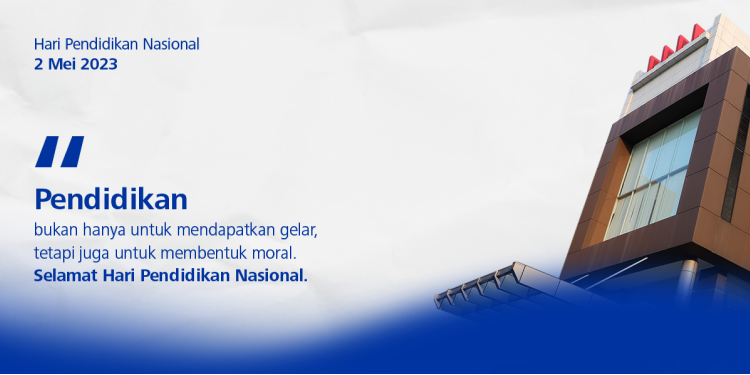 Hari Pendidikan Nasional
2 Mei 2023
Pendidikan
bukan hanya untuk mendapatkan gelar,
tetapi juga untuk membentuk moral.
Selamat Hari Pendidikan Nasional.